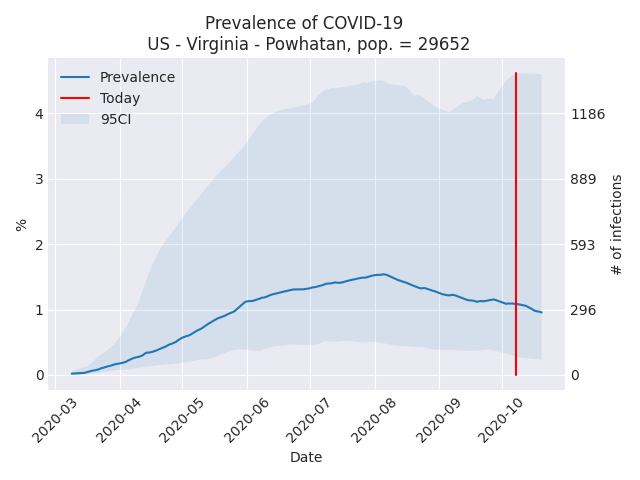 Prevalence of COVID-19
US - Virginia - Powhatan, pop. = 29652
Prevalence
Today
95CI
4
3
2
1
0
%
1186
889
593
296
0
# of infections
2020-03
2020-04
2020-05
2020-06
2020-07
2020-08
2020-09
2020-10
Date